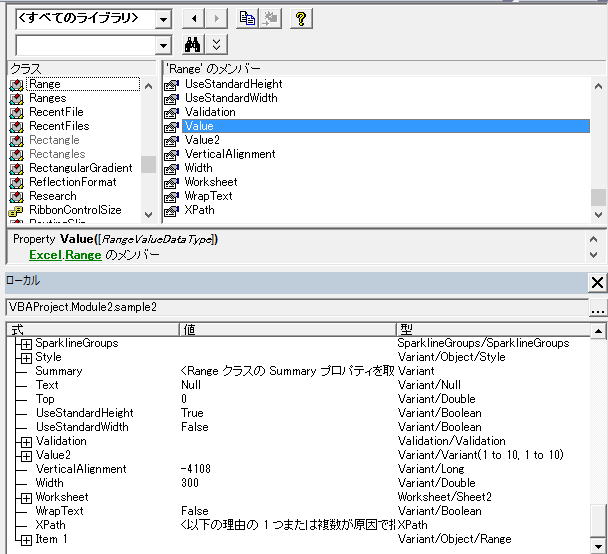 <すべてのライブラリ>
クラス
'Range' のメンバー
Range
Ranges
RecentFile
RecentFiles
Rectangle
Rectangles
RectangularGradient
ReflectionFormat
Research
RibbonControlSize
RoutingSlip
UseStandardHeight
UseStandardWidth
Validation
Value
Value2
VerticalAlignment
Width
Worksheet
WrapText
XPath
Property Value([RangeValueDataType])
Excel.Range のメンバー
ローカル
VBAProject.Module2.sample2
...
式 値 型
SparklineGroups SparklineGroups/SparklineGroups
Style Variant/Object/Style
Summary <Range クラスの Summary プロパティを取 Variant
Text Null Variant/Null
Top 0 Variant/Double
UseStandardHeight True Variant/Boolean
UseStandardWidth False Variant/Boolean
Validation Validation/Validation
Value2 Variant/Variant(1 to 10, 1 to 10)
VerticalAlignment -4108 Variant/Long
Width 300 Variant/Double
Worksheet Worksheet/Sheet2
WrapText False Variant/Boolean
XPath <以下の理由の 1 つまたは複数が原因で指 XPath
Item 1 Variant/Object/Range